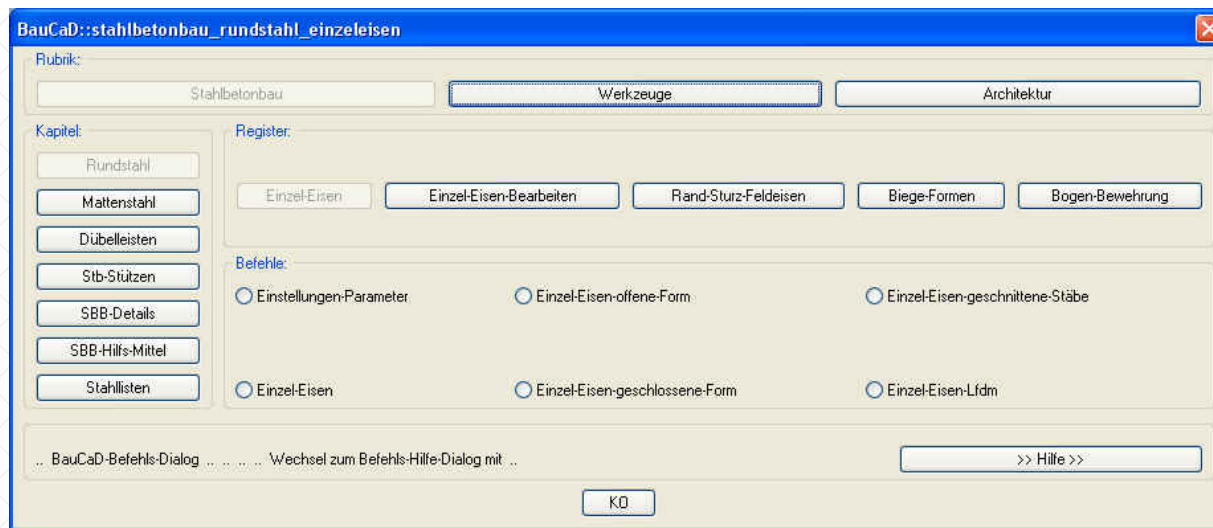 BauCaD::stahlbetonbau_rundstahl_einzeleisen
Rubrik:
Stahlbetonbau Werkzeuge Architektur
Kapitel:
Rundstahl
Mattenstahl
Dübelleisten
Stb-Stützen
SBB-Details
SBB-Hilfs-Mittel
Stahllisten
Register:
Einzel-Eisen Einzel-Eisen-Bearbeiten Rand-Sturz-Feldeisen Biege-Formen Bogen-Bewehrung
Befehle:
Einstellungen-Parameter Einzel-Eisen-offene-Form Einzel-Eisen-geschnittene-Stäbe
Einzel-Eisen Einzel-Eisen-geschlossene-Form Einzel-Eisen-Lfdm
.. BauCaD-Befehls-Dialog .. .. .. .. Wechsel zum Befehls-Hilfe-Dialog mit .. >> Hilfe >>
KO